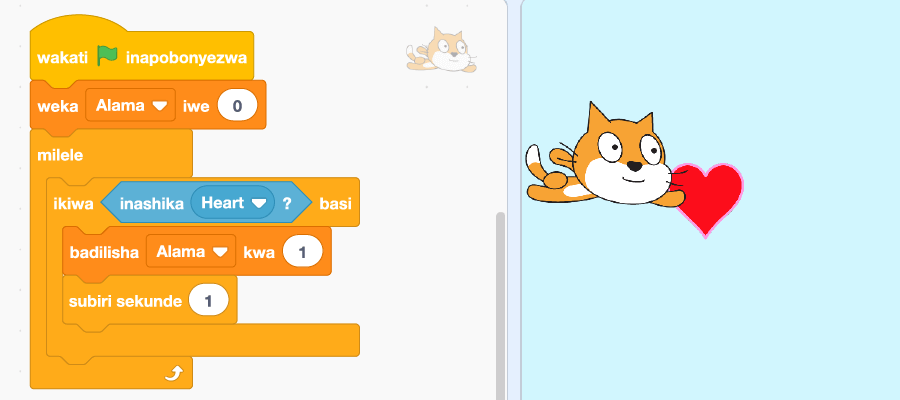 wakati inapobonyezwa
weka Alama iwe 0
milele
ikiwa inashika Heart ? basi
badilisha Alama kwa 1
subiri sekunde 1